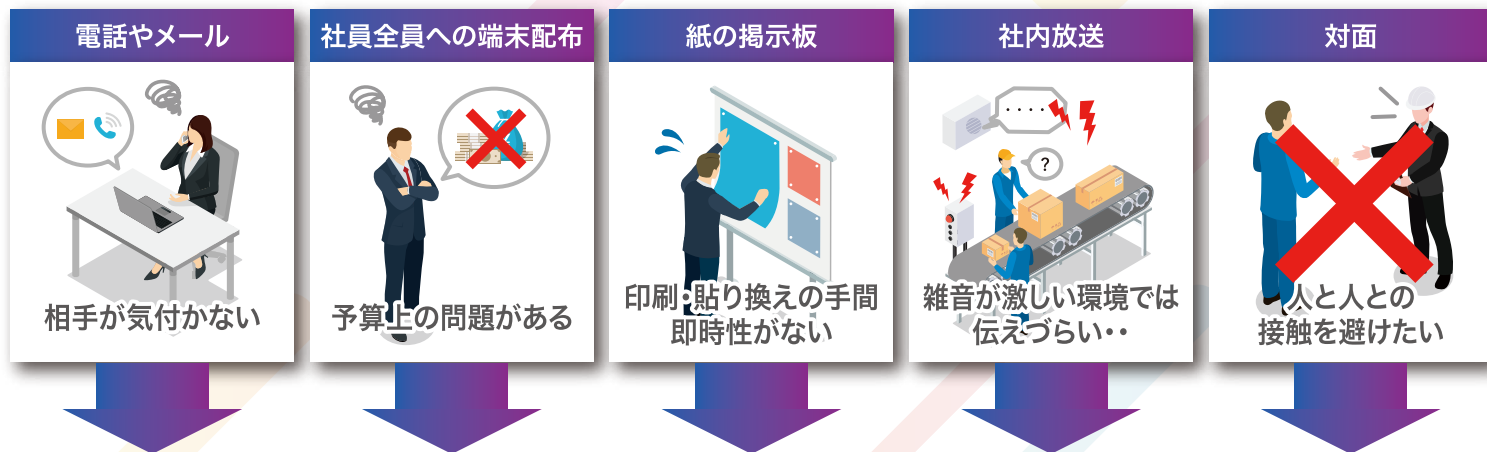 電話やメール
相手が気付かない
社員全員への端末配布
予算上の問題がある
紙の掲示板
印刷・貼り換えの手間
即時性がない
社内放送
････
?
雑音が激しい環境では
伝えづらい・・
対面
人と人との
接触を避けたい